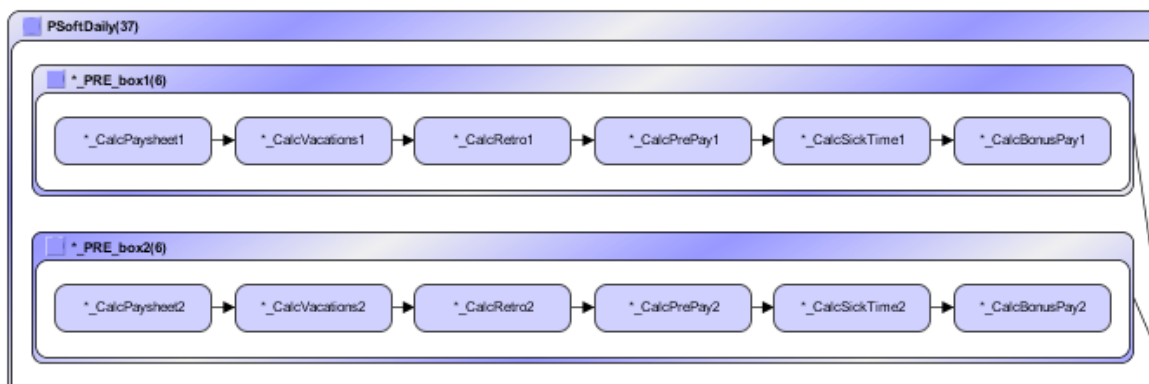 PSoftDaily(37)
*_PRE_box1(6)
*_CalcPaysheet1 *_CalcVacations1 *_CalcRetro1 *_CalcPrePay1 *_CalcSickTime1 *_CalcBonusPay1
*_PRE_box2(6)
*_CalcPaysheet2 *_CalcVacations2 *_CalcRetro2 *_CalcPrePay2 *_CalcSickTime2 *_CalcBonusPay2